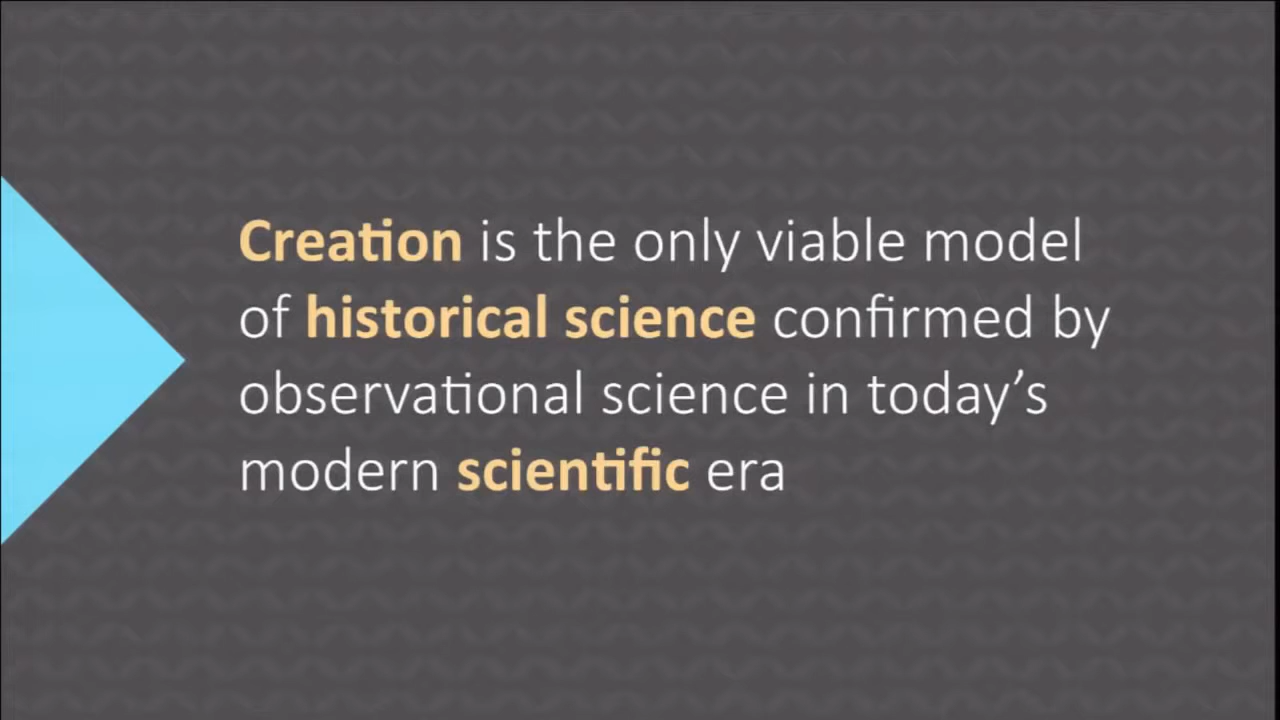 Creation is the only viable model
of historical science confirmed by
observational science in today’s
modern scientific era